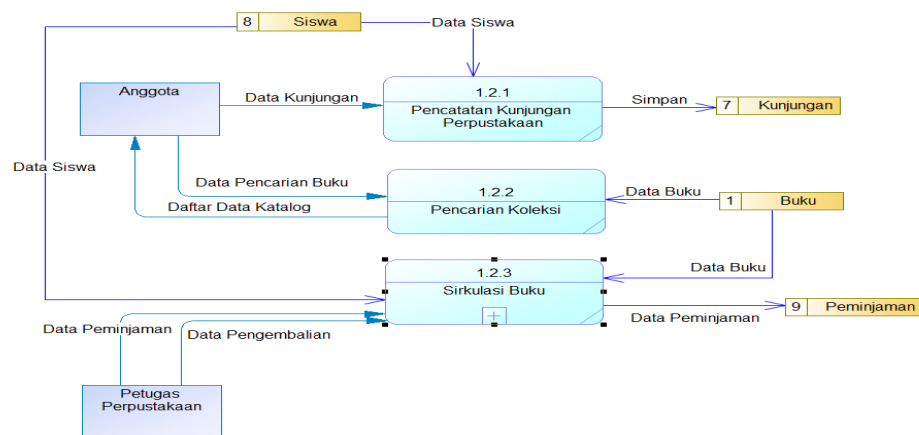 8 Siswa
Data Siswa
Anggota
Data Kunjungan
1.2.1
Pencatatan Kunjungan
Perpustakaan
Simpan
7 Kunjungan
Data Siswa
Data Pencarian Buku
Daftar Data Katalog
1.2.2
Pencarian Koleksi
Data Buku
1 Buku
Data Buku
1.2.3
Sirkulasi Buku
Data Peminjaman
Data Pengembalian
Data Peminjaman
9 Peminjaman
Petugas
Perpustakaan